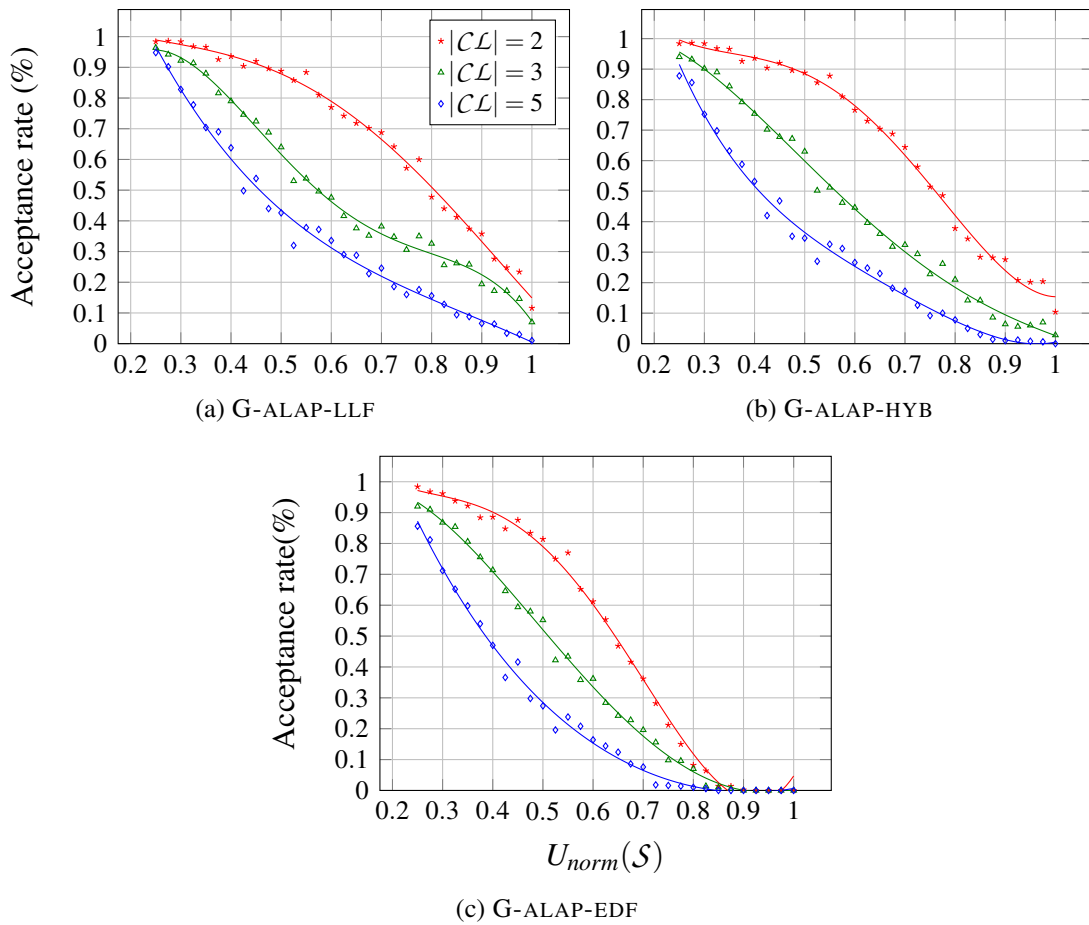 1
0.9
0.8
0.7
0.6
0.5
0.4
0.3
0.2
0.1
0
Acceptance rate (%)
|CL| = 2
|CL| = 3
|CL| = 5
0.2 0.3 0.4 0.5 0.6 0.7 0.8 0.9 1
(a) G-ALAP-LLF
1
0.9
0.8
0.7
0.6
0.5
0.4
0.3
0.2
0.1
0
0.2 0.3 0.4 0.5 0.6 0.7 0.8 0.9 1
(b) G-ALAP-HYB
1
0.9
0.8
0.7
0.6
0.5
0.4
0.3
0.2
0.1
0
Acceptance rate(%)
0.2 0.3 0.4 0.5 0.6 0.7 0.8 0.9 1
U_norm(S)
(c) G-ALAP-EDF